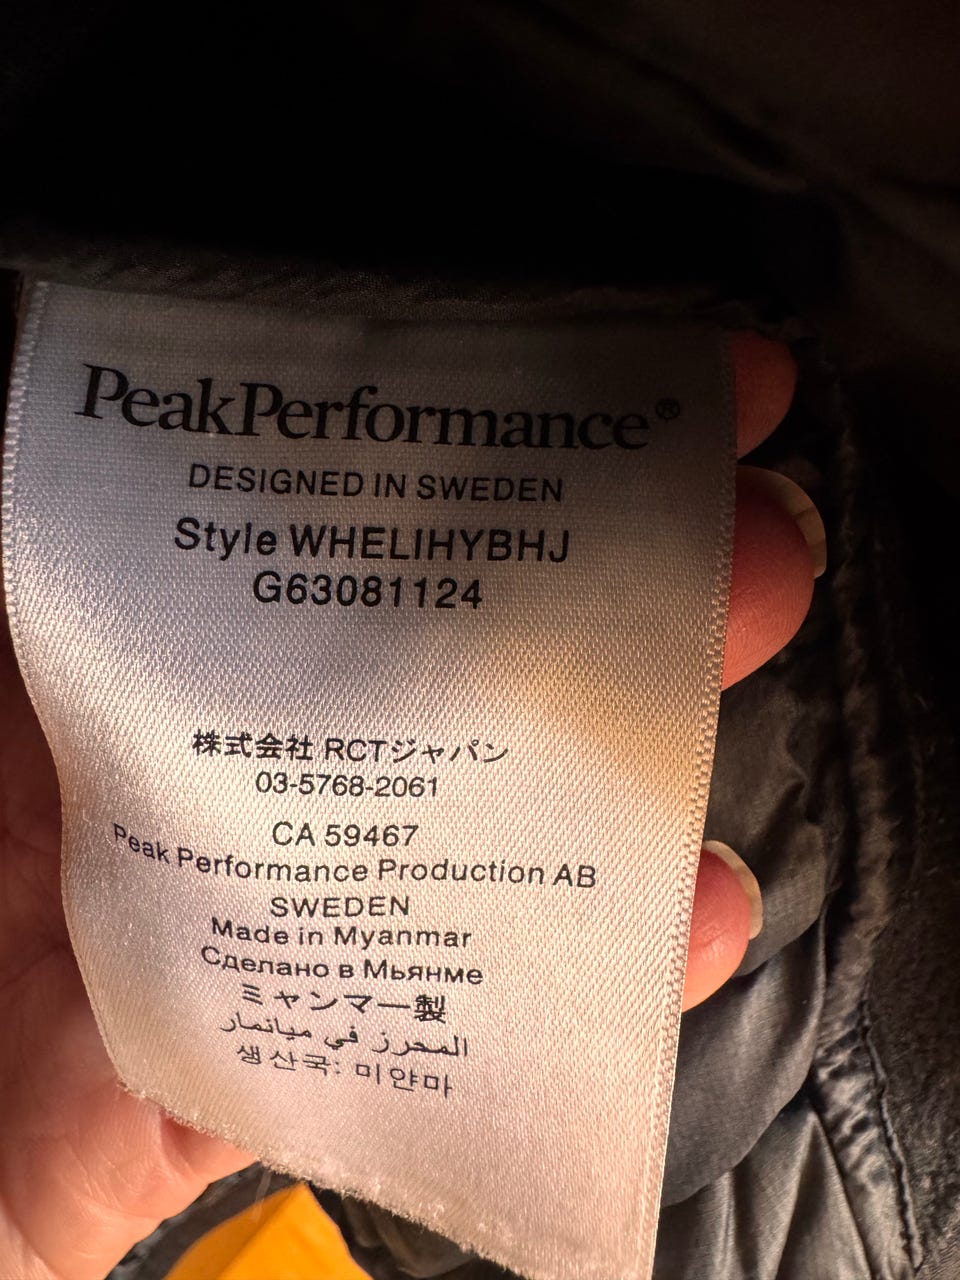 PeakPerformance®
DESIGNED IN SWEDEN
Style WHELIHYBHJ
G63081124
株式会社 RCTジャパン
03-5768-2061
CA 59467
Peak Performance Production AB
SWEDEN
Made in Myanmar
Сделано в Мьянме
ミャンマー製
المحرز في ميانمار
생산국: 미얀마